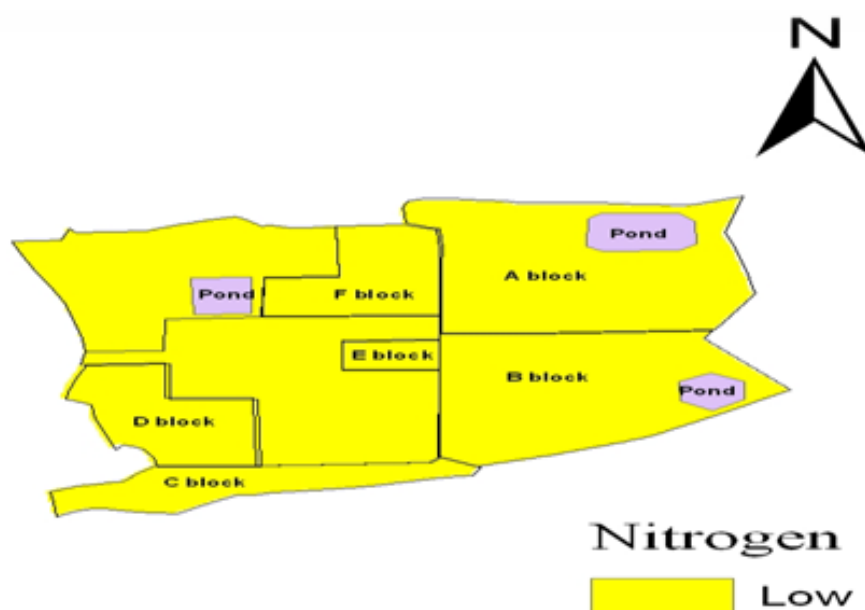 N
Pond
A block
Pond
F block
E block
B block
Pond
D block
C block
Nitrogen
Low